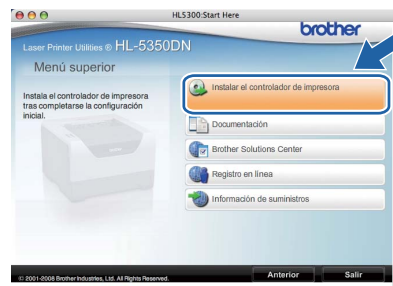 HL5300:Start Here
brother
Laser Printer Utilities ® HL-5350DN
Menú superior
Instala el controlador de impresora
tras completarse la configuración
inicial.
Instalar el controlador de impresora
Documentación
Brother Solutions Center
Registro en línea
Información de suministros
© 2001-2008 Brother Industries, Ltd. All Rights Reserved.
Anterior
Salir